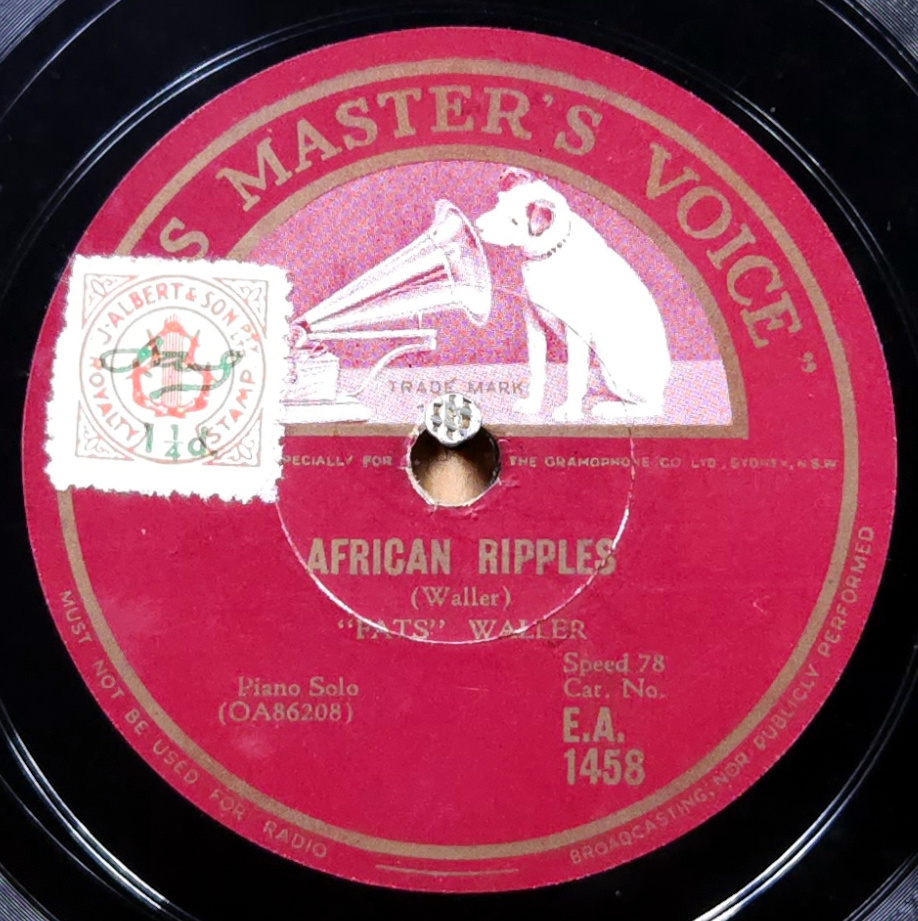 S MASTER'S VOICE"
J. ALBERT & SON PTY
ROYALTY STAMP
1¼d
TRADE MARK
PECIALLY FOR THE GRAMOPHONE CO LTD, SYDNEY, N.S.W
AFRICAN RIPPLES
(Waller)
"FATS" WALLER
Piano Solo
(OA86208)
Speed 78
Cat. No.
E.A.
1458
MUST NOT BE USED FOR RADIO BROADCASTING, NOR PUBLICLY PERFORMED